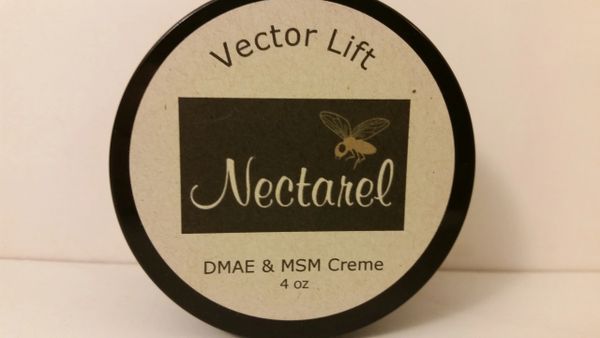 Vector Lift
Nectarel
DMAE & MSM Creme
4 oz